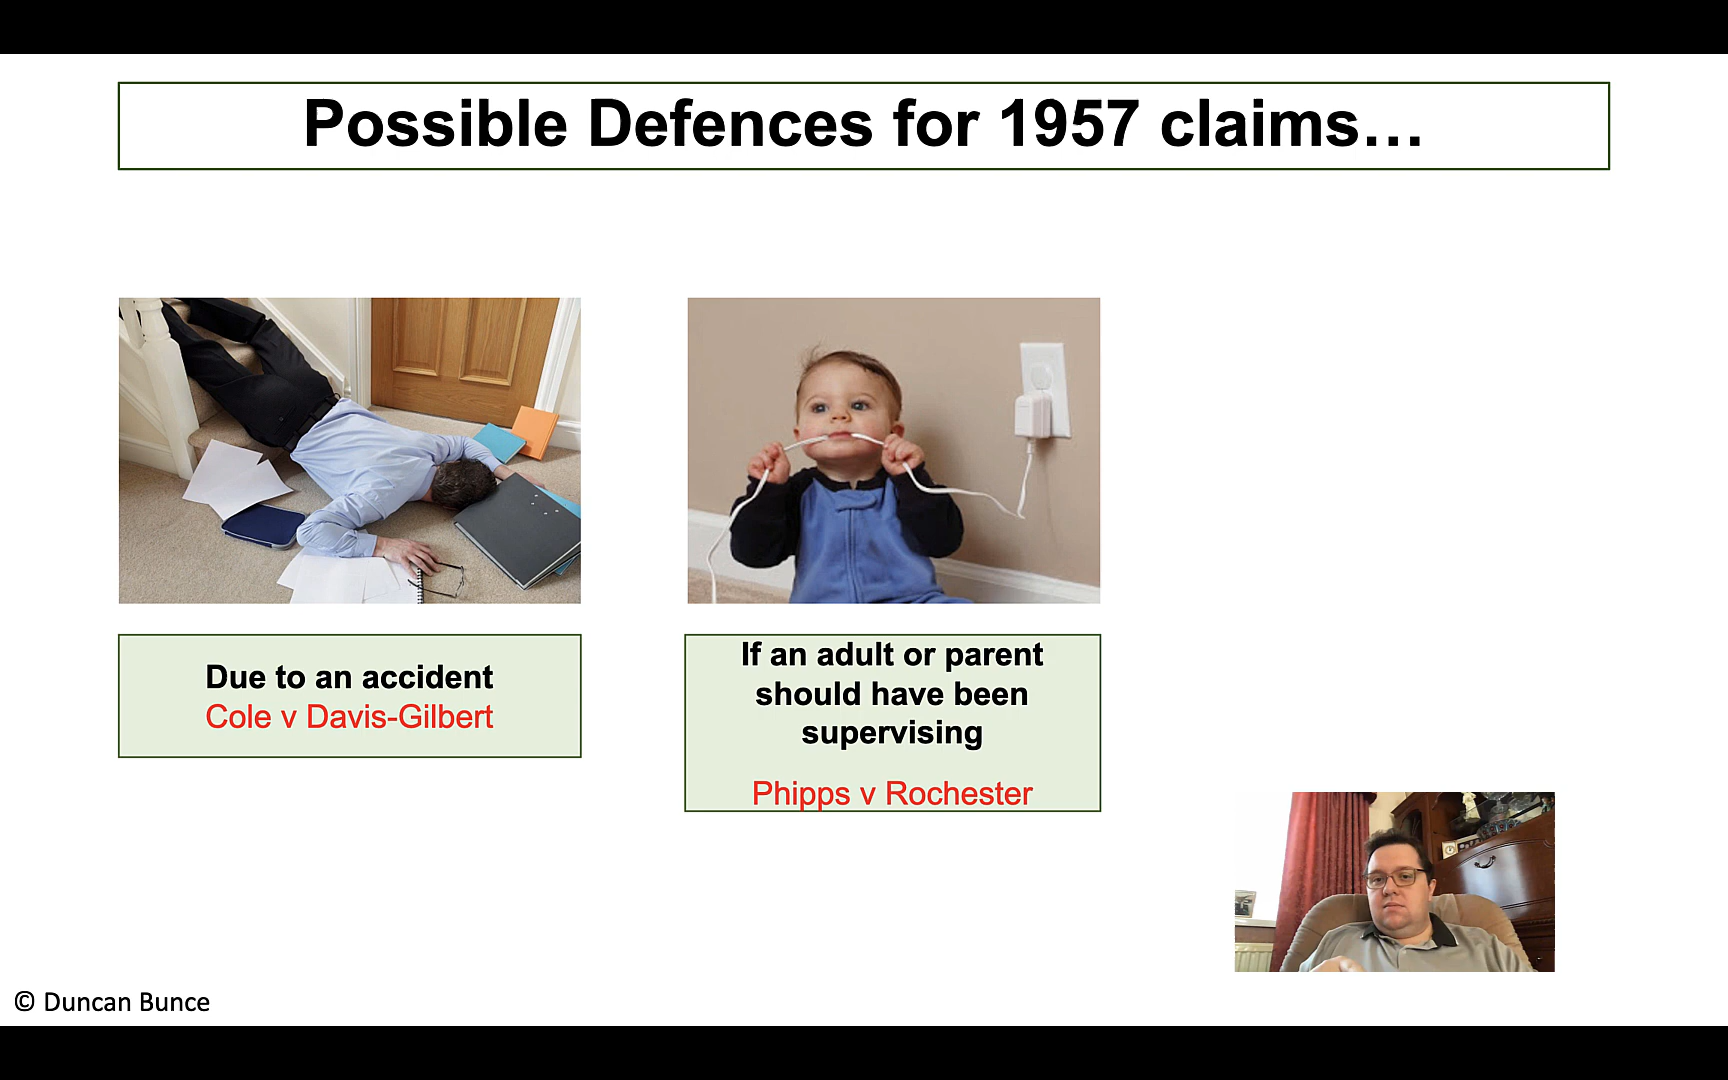 Possible Defences for 1957 claims…
Due to an accident
Cole v Davis-Gilbert
If an adult or parent
should have been
supervising
Phipps v Rochester
© Duncan Bunce